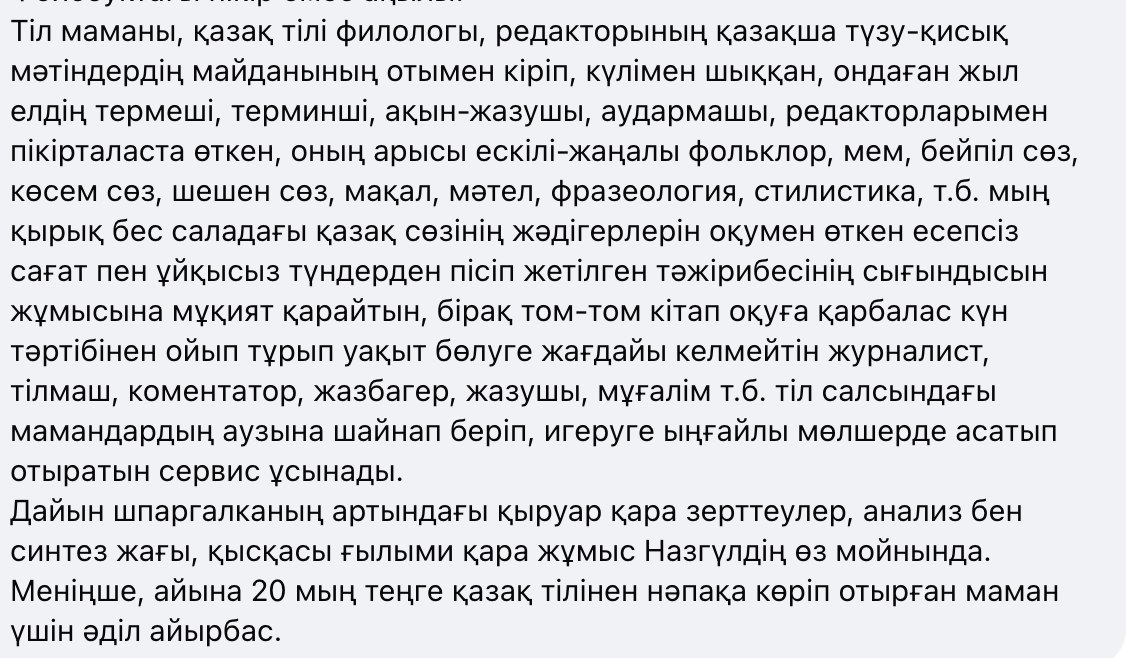 Тіл маманы, қазақ тілі филологы, редакторының қазақша түзу-қисық
мәтіндердің майданының отымен кіріп, күлімен шыққан, ондаған жыл
елдің термеші, терминші, ақын-жазушы, аудармашы, редакторларымен
пікірталаста өткен, оның арысы ескілі-жаңалы фольклор, мем, бейпіл сөз,
көсем сөз, шешен сөз, мақал, мәтел, фразеология, стилистика, т.б. мың
қырық бес саладағы қазақ сөзінің жәдігерлерін оқумен өткен есепсіз
сағат пен ұйқысыз түндерден пісіп жетілген тәжірибесінің сығындысын
жұмысына мұқият қарайтын, бірақ том-том кітап оқуға қарбалас күн
тәртібінен ойып тұрып уақыт бөлуге жағдайы келмейтін журналист,
тілмаш, коментатор, жазбагер, жазушы, мұғалім т.б. тіл салсындағы
мамандардың аузына шайнап беріп, игеруге ыңғайлы мөлшерде асатып
отыратын сервис ұсынады.
Дайын шпаргалканың артындағы қыруар қара зерттеулер, анализ бен
синтез жағы, қысқасы ғылыми қара жұмыс Назгүлдің өз мойнында.
Меніңше, айына 20 мың теңге қазақ тілінен нәпақа көріп отырған маман
үшін әділ айырбас.